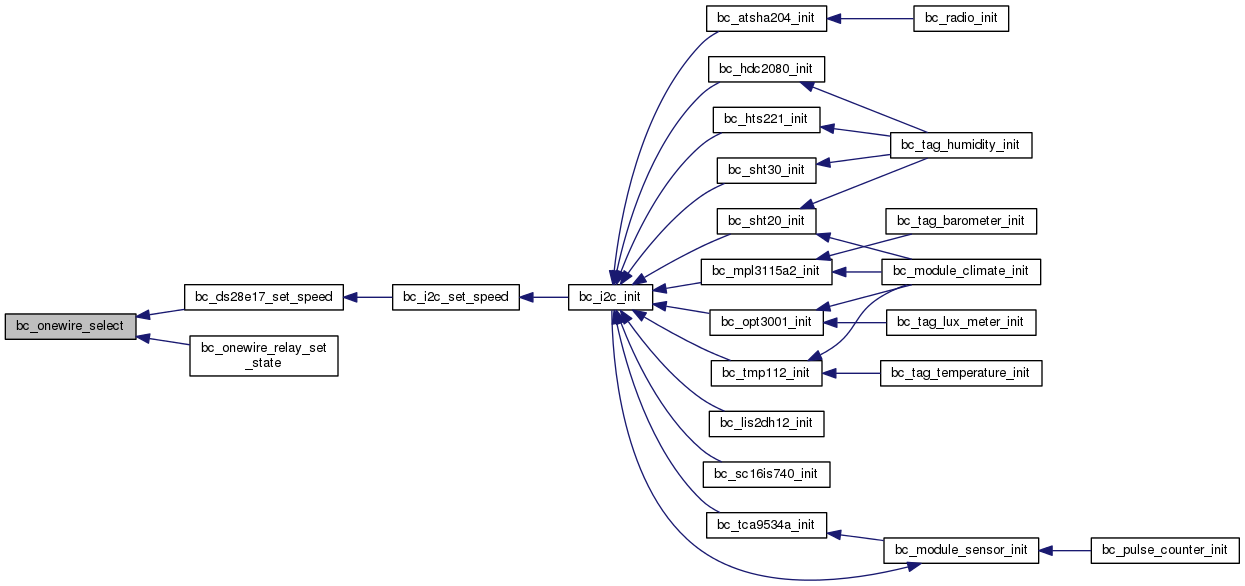 bc_atsha204_init
bc_radio_init
bc_hdc2080_init
bc_hts221_init
bc_tag_humidity_init
bc_sht30_init
bc_sht20_init
bc_tag_barometer_init
bc_mpl3115a2_init
bc_module_climate_init
bc_ds28e17_set_speed
bc_i2c_set_speed
bc_i2c_init
bc_onewire_select
bc_opt3001_init
bc_tag_lux_meter_init
bc_onewire_relay_set
_state
bc_tmp112_init
bc_tag_temperature_init
bc_lis2dh12_init
bc_sc16is740_init
bc_tca9534a_init
bc_module_sensor_init
bc_pulse_counter_init